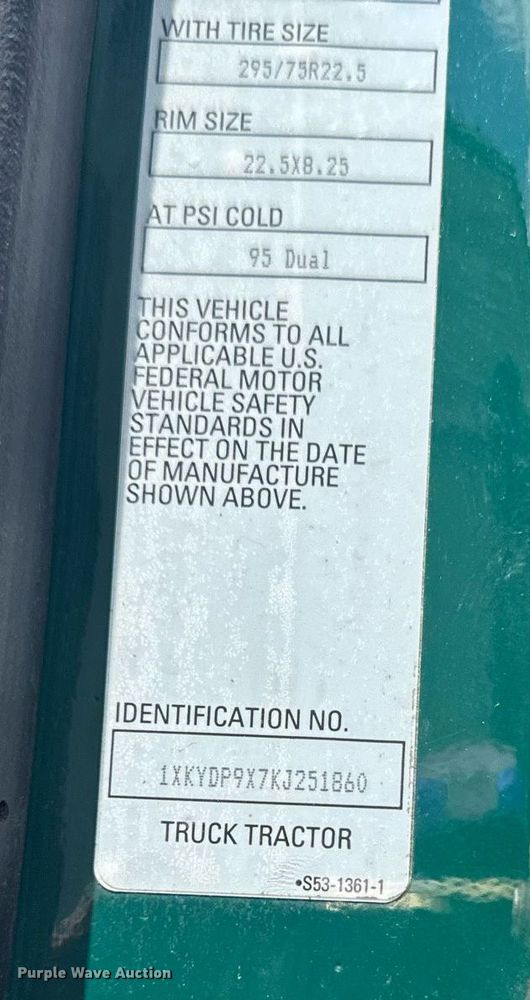 WITH TIRE SIZE
295/75R22.5
RIM SIZE
22.5X8.25
AT PSI COLD
95 Dual
THIS VEHICLE
CONFORMS TO ALL
APPLICABLE U.S.
FEDERAL MOTOR
VEHICLE SAFETY
STANDARDS IN
EFFECT ON THE DATE
OF MANUFACTURE
SHOWN ABOVE.
IDENTIFICATION NO.
1XKYDP9X7KJ251860
TRUCK TRACTOR
•S53-1361-1
Purple Wave Auction